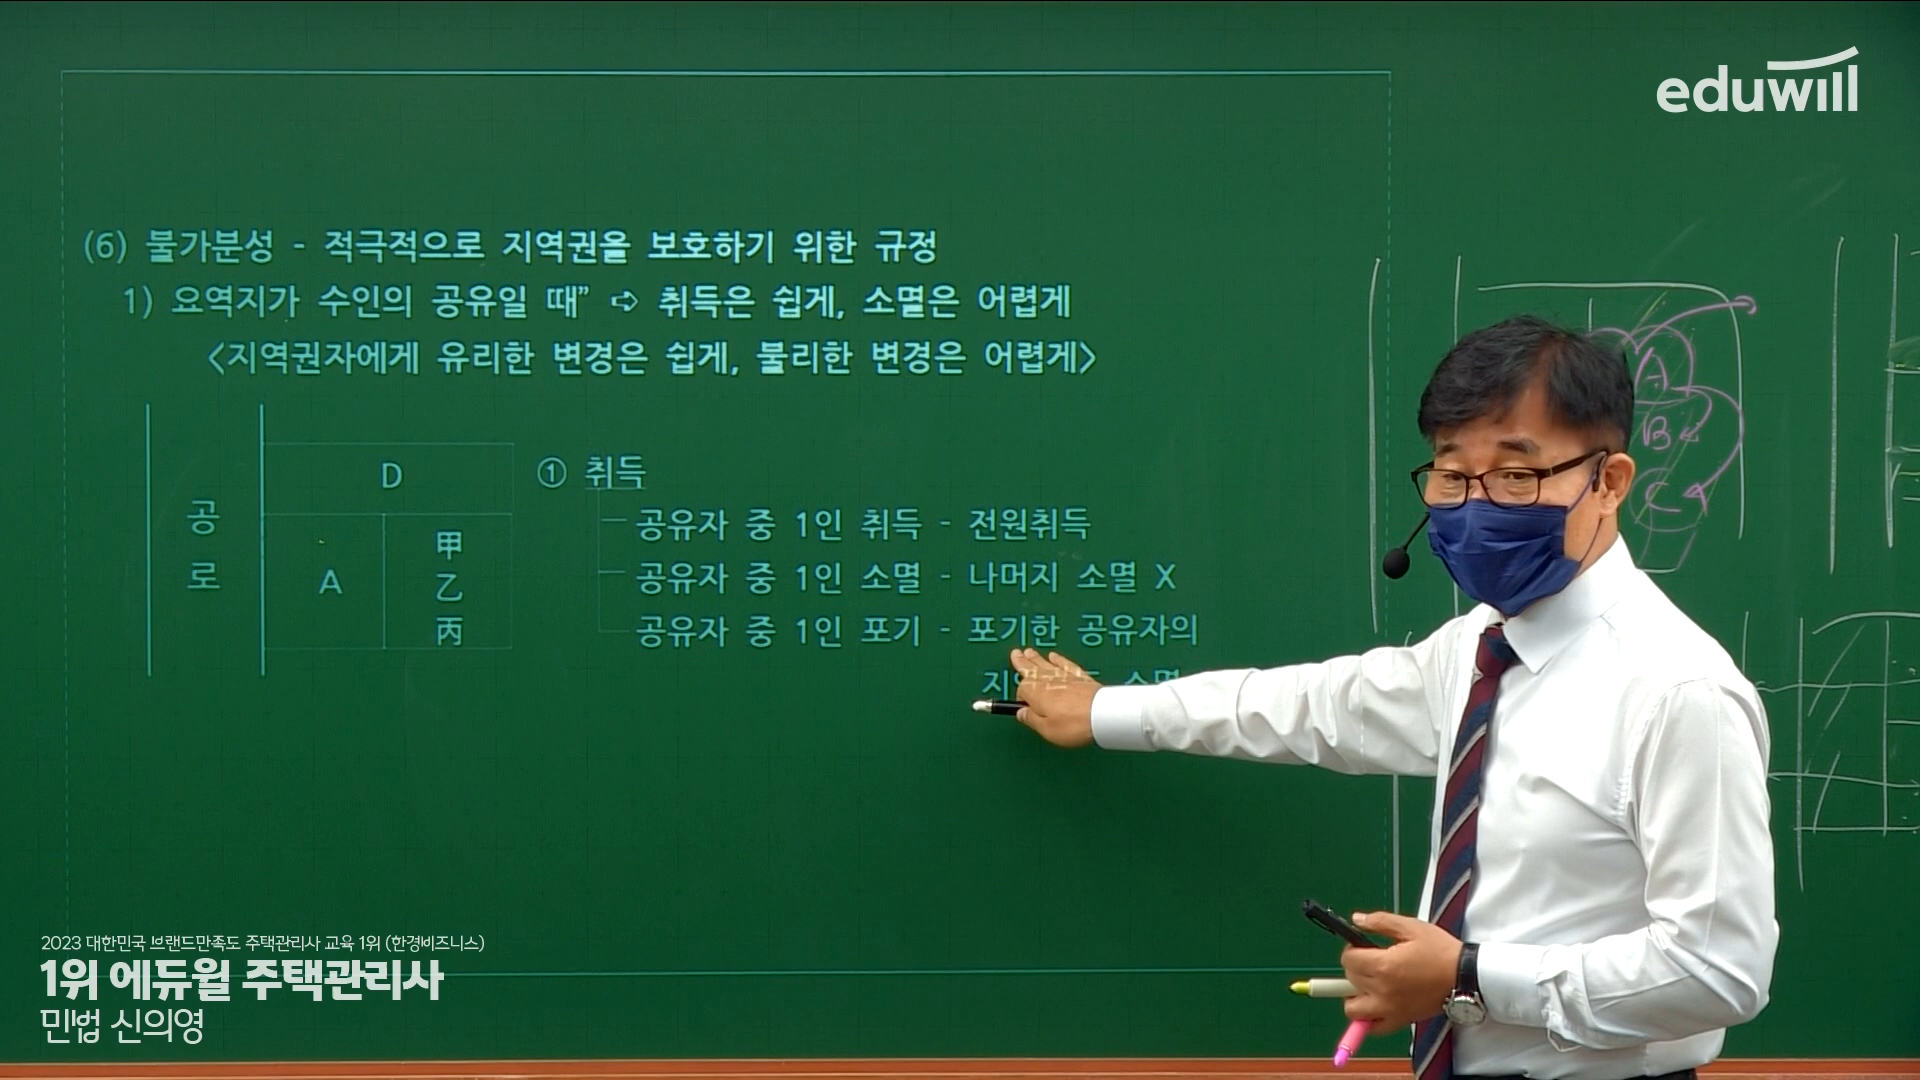 eduwill
(6) 불가분성 - 적극적으로 지역권을 보호하기 위한 규정
1) 요역지가 수인의 공유일 때” ➩ 취득은 쉽게, 소멸은 어렵게
<지역권자에게 유리한 변경은 쉽게, 불리한 변경은 어렵게>
공로
D
A
甲
乙
丙
① 취득
공유자 중 1인 취득 - 전원취득
공유자 중 1인 소멸 - 나머지 소멸 X
공유자 중 1인 포기 - 포기한 공유자의
A
B
C
2023 대한민국 브랜드만족도 주택관리사 교육 1위 (한경비즈니스)
1위 에듀윌 주택관리사
민법 신의영